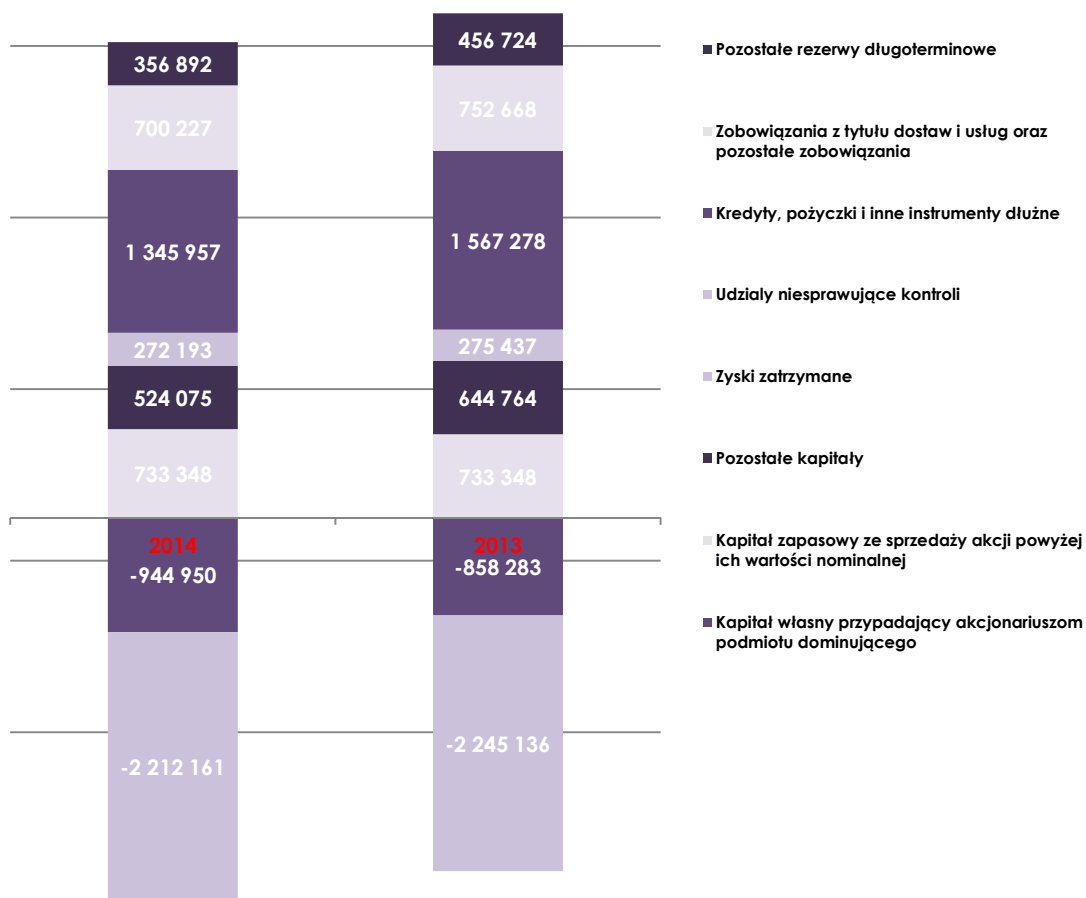 356 892
700 227
1 345 957
272 193
524 075
733 348
2014
-944 950
-2 212 161
456 724
752 668
1 567 278
275 437
644 764
733 348
2013
-858 283
-2 245 136
Pozostałe rezerwy długoterminowe
Zobowiązania z tytułu dostaw i usług oraz
pozostałe zobowiązania
Kredyty, pożyczki i inne instrumenty dłużne
Udzialy niesprawujące kontroli
Zyski zatrzymane
Pozostałe kapitały
Kapitał zapasowy ze sprzedaży akcji powyżej
ich wartości nominalnej
Kapitał własny przypadający akcjonariuszom
podmiotu dominującego